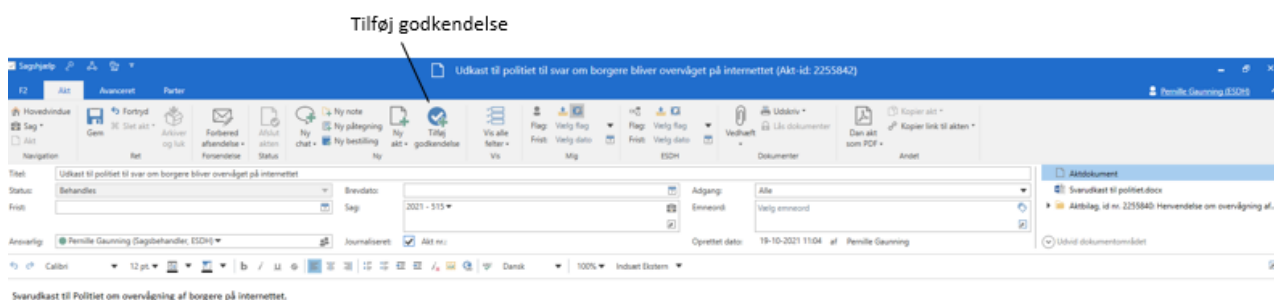 Tilføj godkendelse
Sagshjælp
Udkast til politiet til svar om borgere bliver overvåget på internettet (Akt-id: 2255842)
F2 Akt Avanceret Parter
Pernille Gaunning (ESDH)
Hovedvindue
Sag
Akt
Navigation
Gem
Fortryd
Slet akt
Arkiver og luk
Ret
Forbered afsendelse
Forsendelse
Afslut akten
Status
Ny chat
Ny note
Ny påtegning
Ny bestilling
Ny akt
Tilføj godkendelse
Ny
Vis alle felter
Vis
Flag: Vælg flag
Frist: Vælg dato
Mig
Flag: Vælg flag
Frist: Vælg dato
ESDH
Vedhæft
Udskriv
Lås dokumenter
Dokumenter
Dan akt som PDF
Kopier akt
Kopier link til akten
Andet
Titel: Udkast til politiet til svar om borgere bliver overvåget på internettet
Status: Behandles
Brevdato:
Adgang: Alle
Frist:
Sag: 2021 - 515
Emneord: Vælg emneord
Ansvarlig: Pernille Gaunning (Sagsbehandler, ESDH)
Journaliseret: Akt nr.:
Oprettet dato: 19-10-2021 11:04 af Pernille Gaunning
Aktdokument
Svarudkast til politiet.docx
Aktbilag, id nr. 2255840: Henvendelse om overvågning af..
Udvid dokumentområdet
Calibri 12 pt. b / u s Dansk 100% Indsæt Ekstern
Svarudkast til Politiet om overvågning af borgere på internettet.